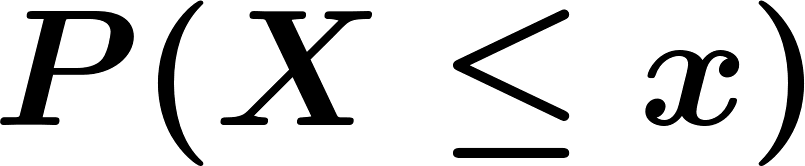 P(X ≤ x)